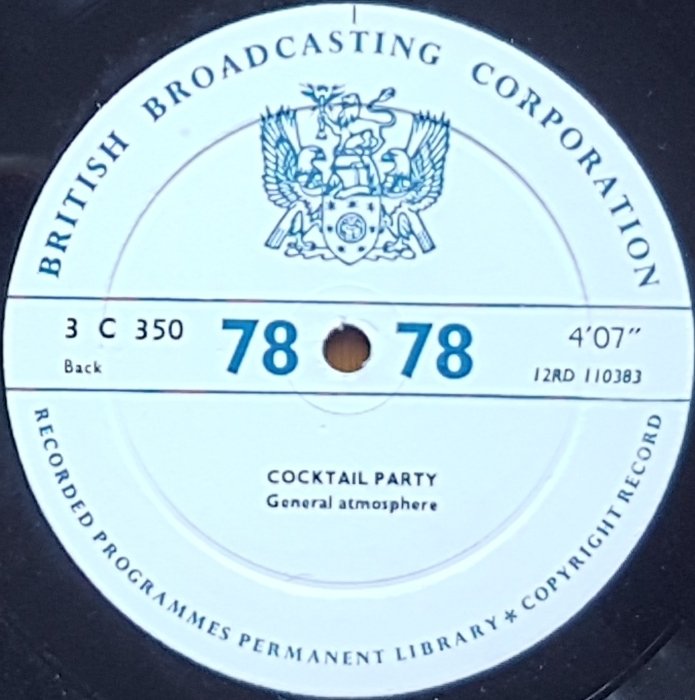 BRITISH BROADCASTING CORPORATION
3 C 350
Back
78 78
4'07"
12RD 110383
COCKTAIL PARTY
General atmosphere
RECORDED PROGRAMMES PERMANENT LIBRARY * COPYRIGHT RECORD